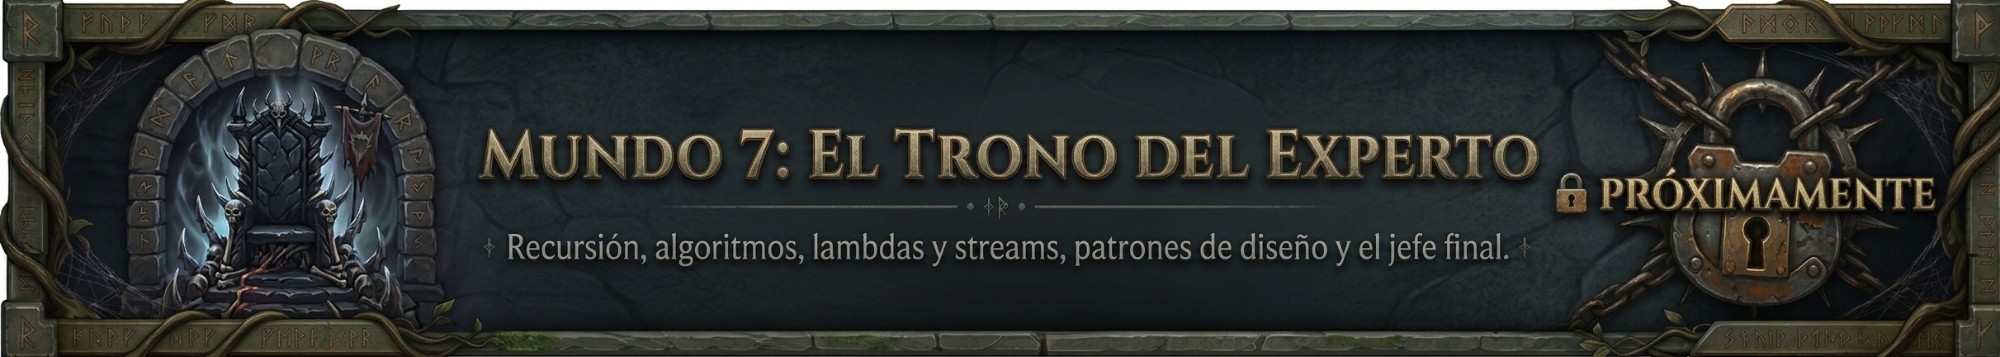 Mundo 7: El Trono del Experto
Recursión, algoritmos, lambdas y streams, patrones de diseño y el jefe final.
PRÓXIMAMENTE